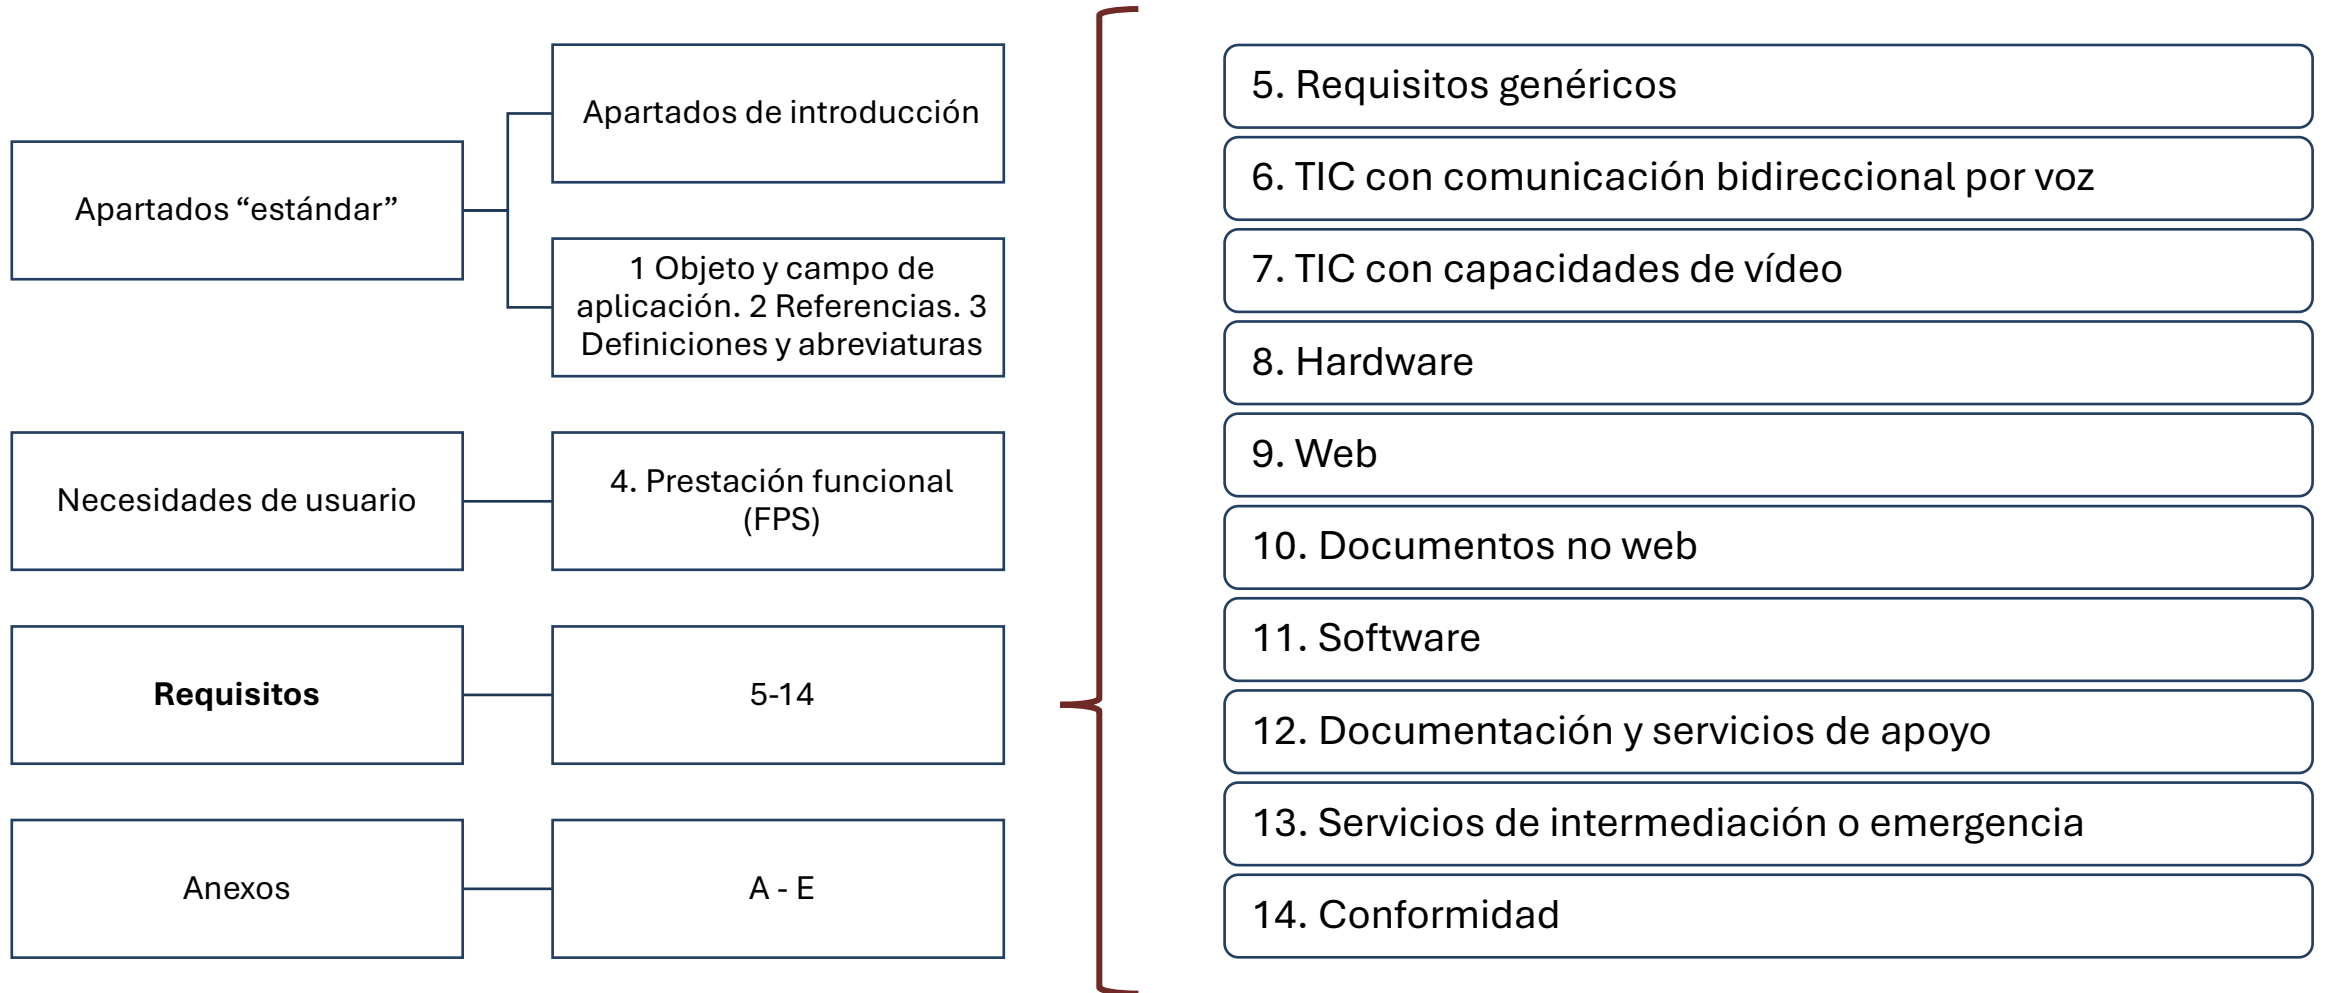 Apartados “estándar”
Apartados de introducción
1 Objeto y campo de
aplicación. 2 Referencias. 3
Definiciones y abreviaturas
Necesidades de usuario
4. Prestación funcional
(FPS)
Requisitos
5-14
Anexos
A - E
5. Requisitos genéricos
6. TIC con comunicación bidireccional por voz
7. TIC con capacidades de vídeo
8. Hardware
9. Web
10. Documentos no web
11. Software
12. Documentación y servicios de apoyo
13. Servicios de intermediación o emergencia
14. Conformidad